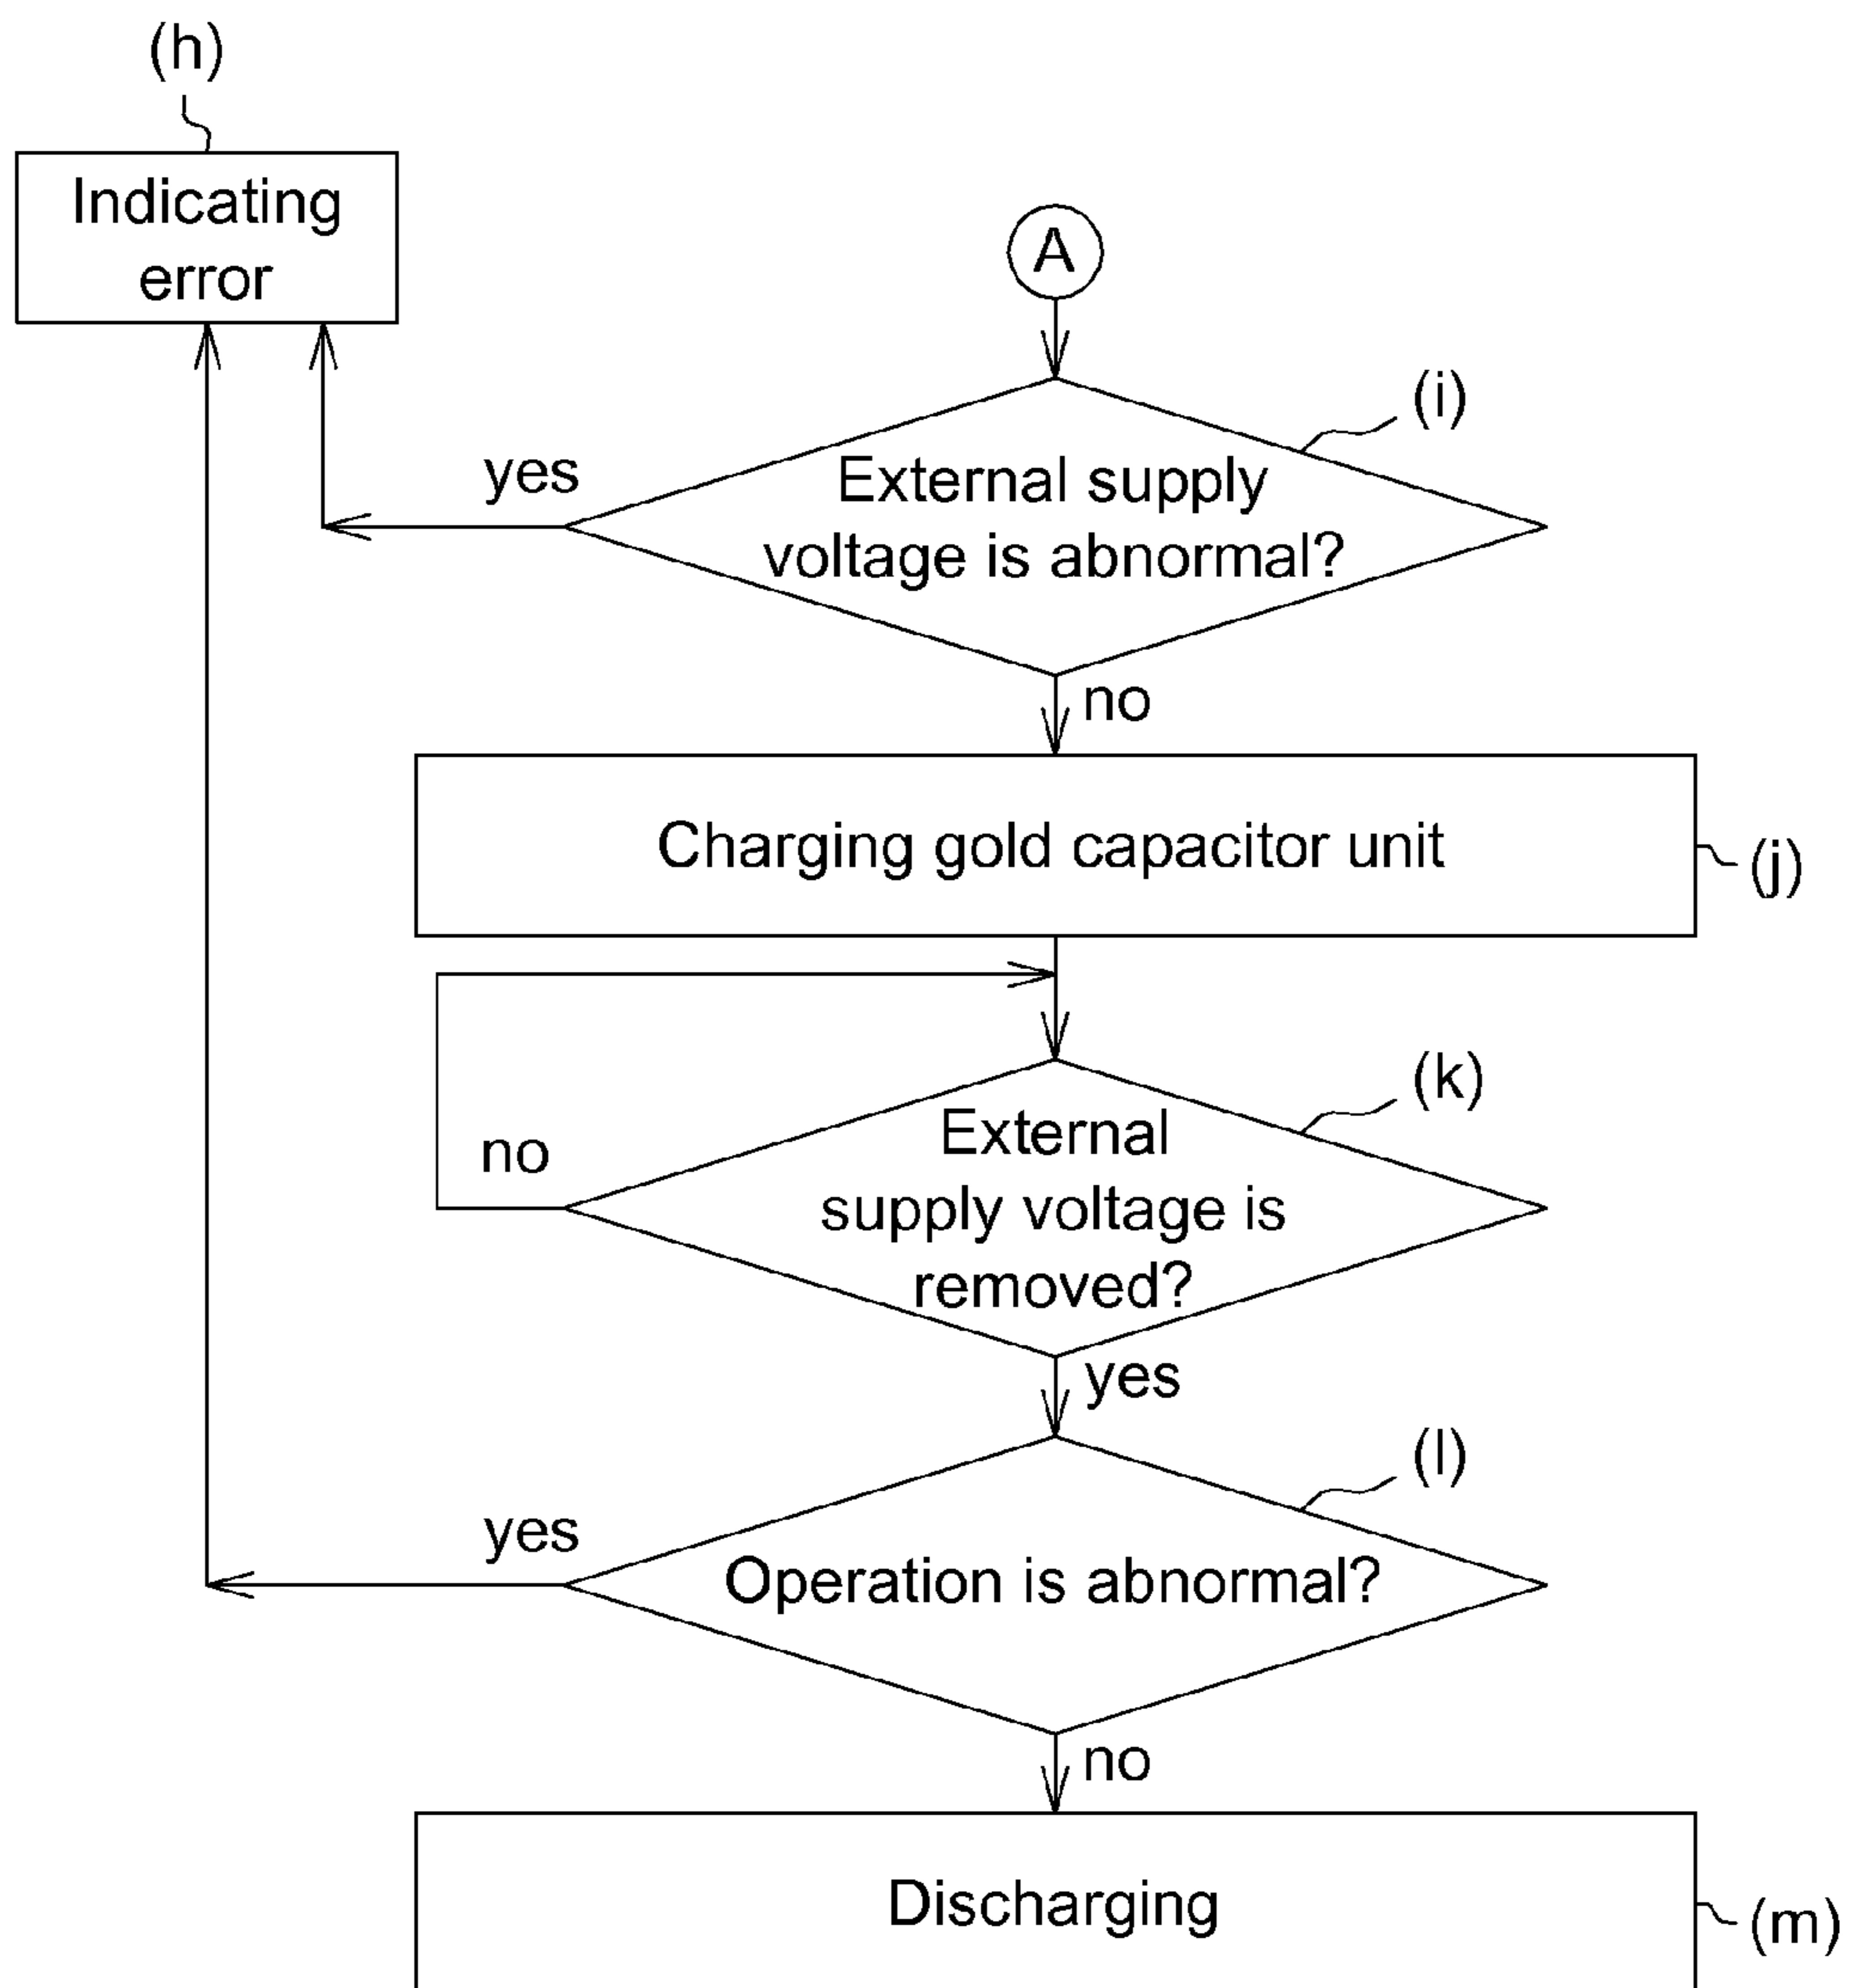 (h)
Indicating
error
A
(i)
yes
External supply
voltage is abnormal?
no
Charging gold capacitor unit
(j)
(k)
External
no
supply voltage is
removed?
yes
(l)
yes
Operation is abnormal?
no
Discharging
(m)